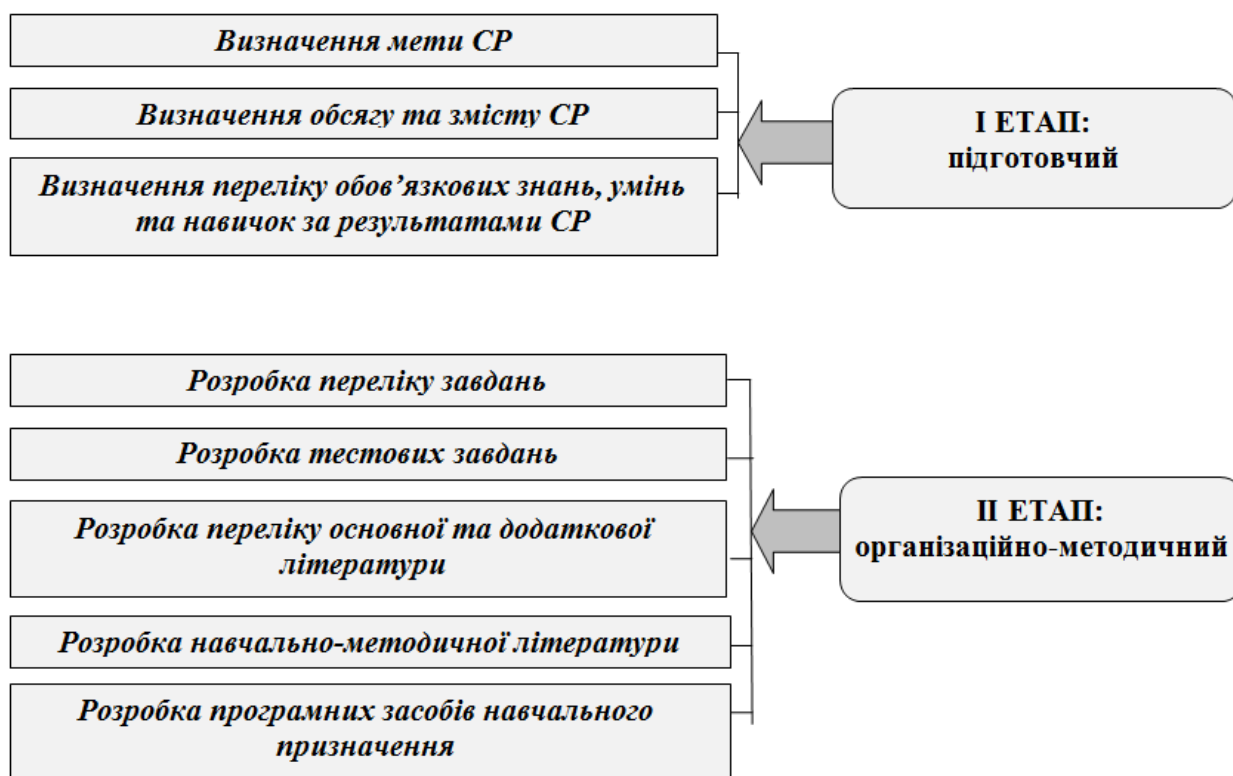 Визначення мети СР
Визначення обсягу та змісту СР
Визначення переліку обов’язкових знань, умінь
та навичок за результатами СР
І ЕТАП:
підготовчий
Розробка переліку завдань
Розробка тестових завдань
Розробка переліку основної та додаткової
літератури
Розробка навчально-методичної літератури
Розробка програмних засобів навчального
призначення
ІІ ЕТАП:
організаційно-методичний